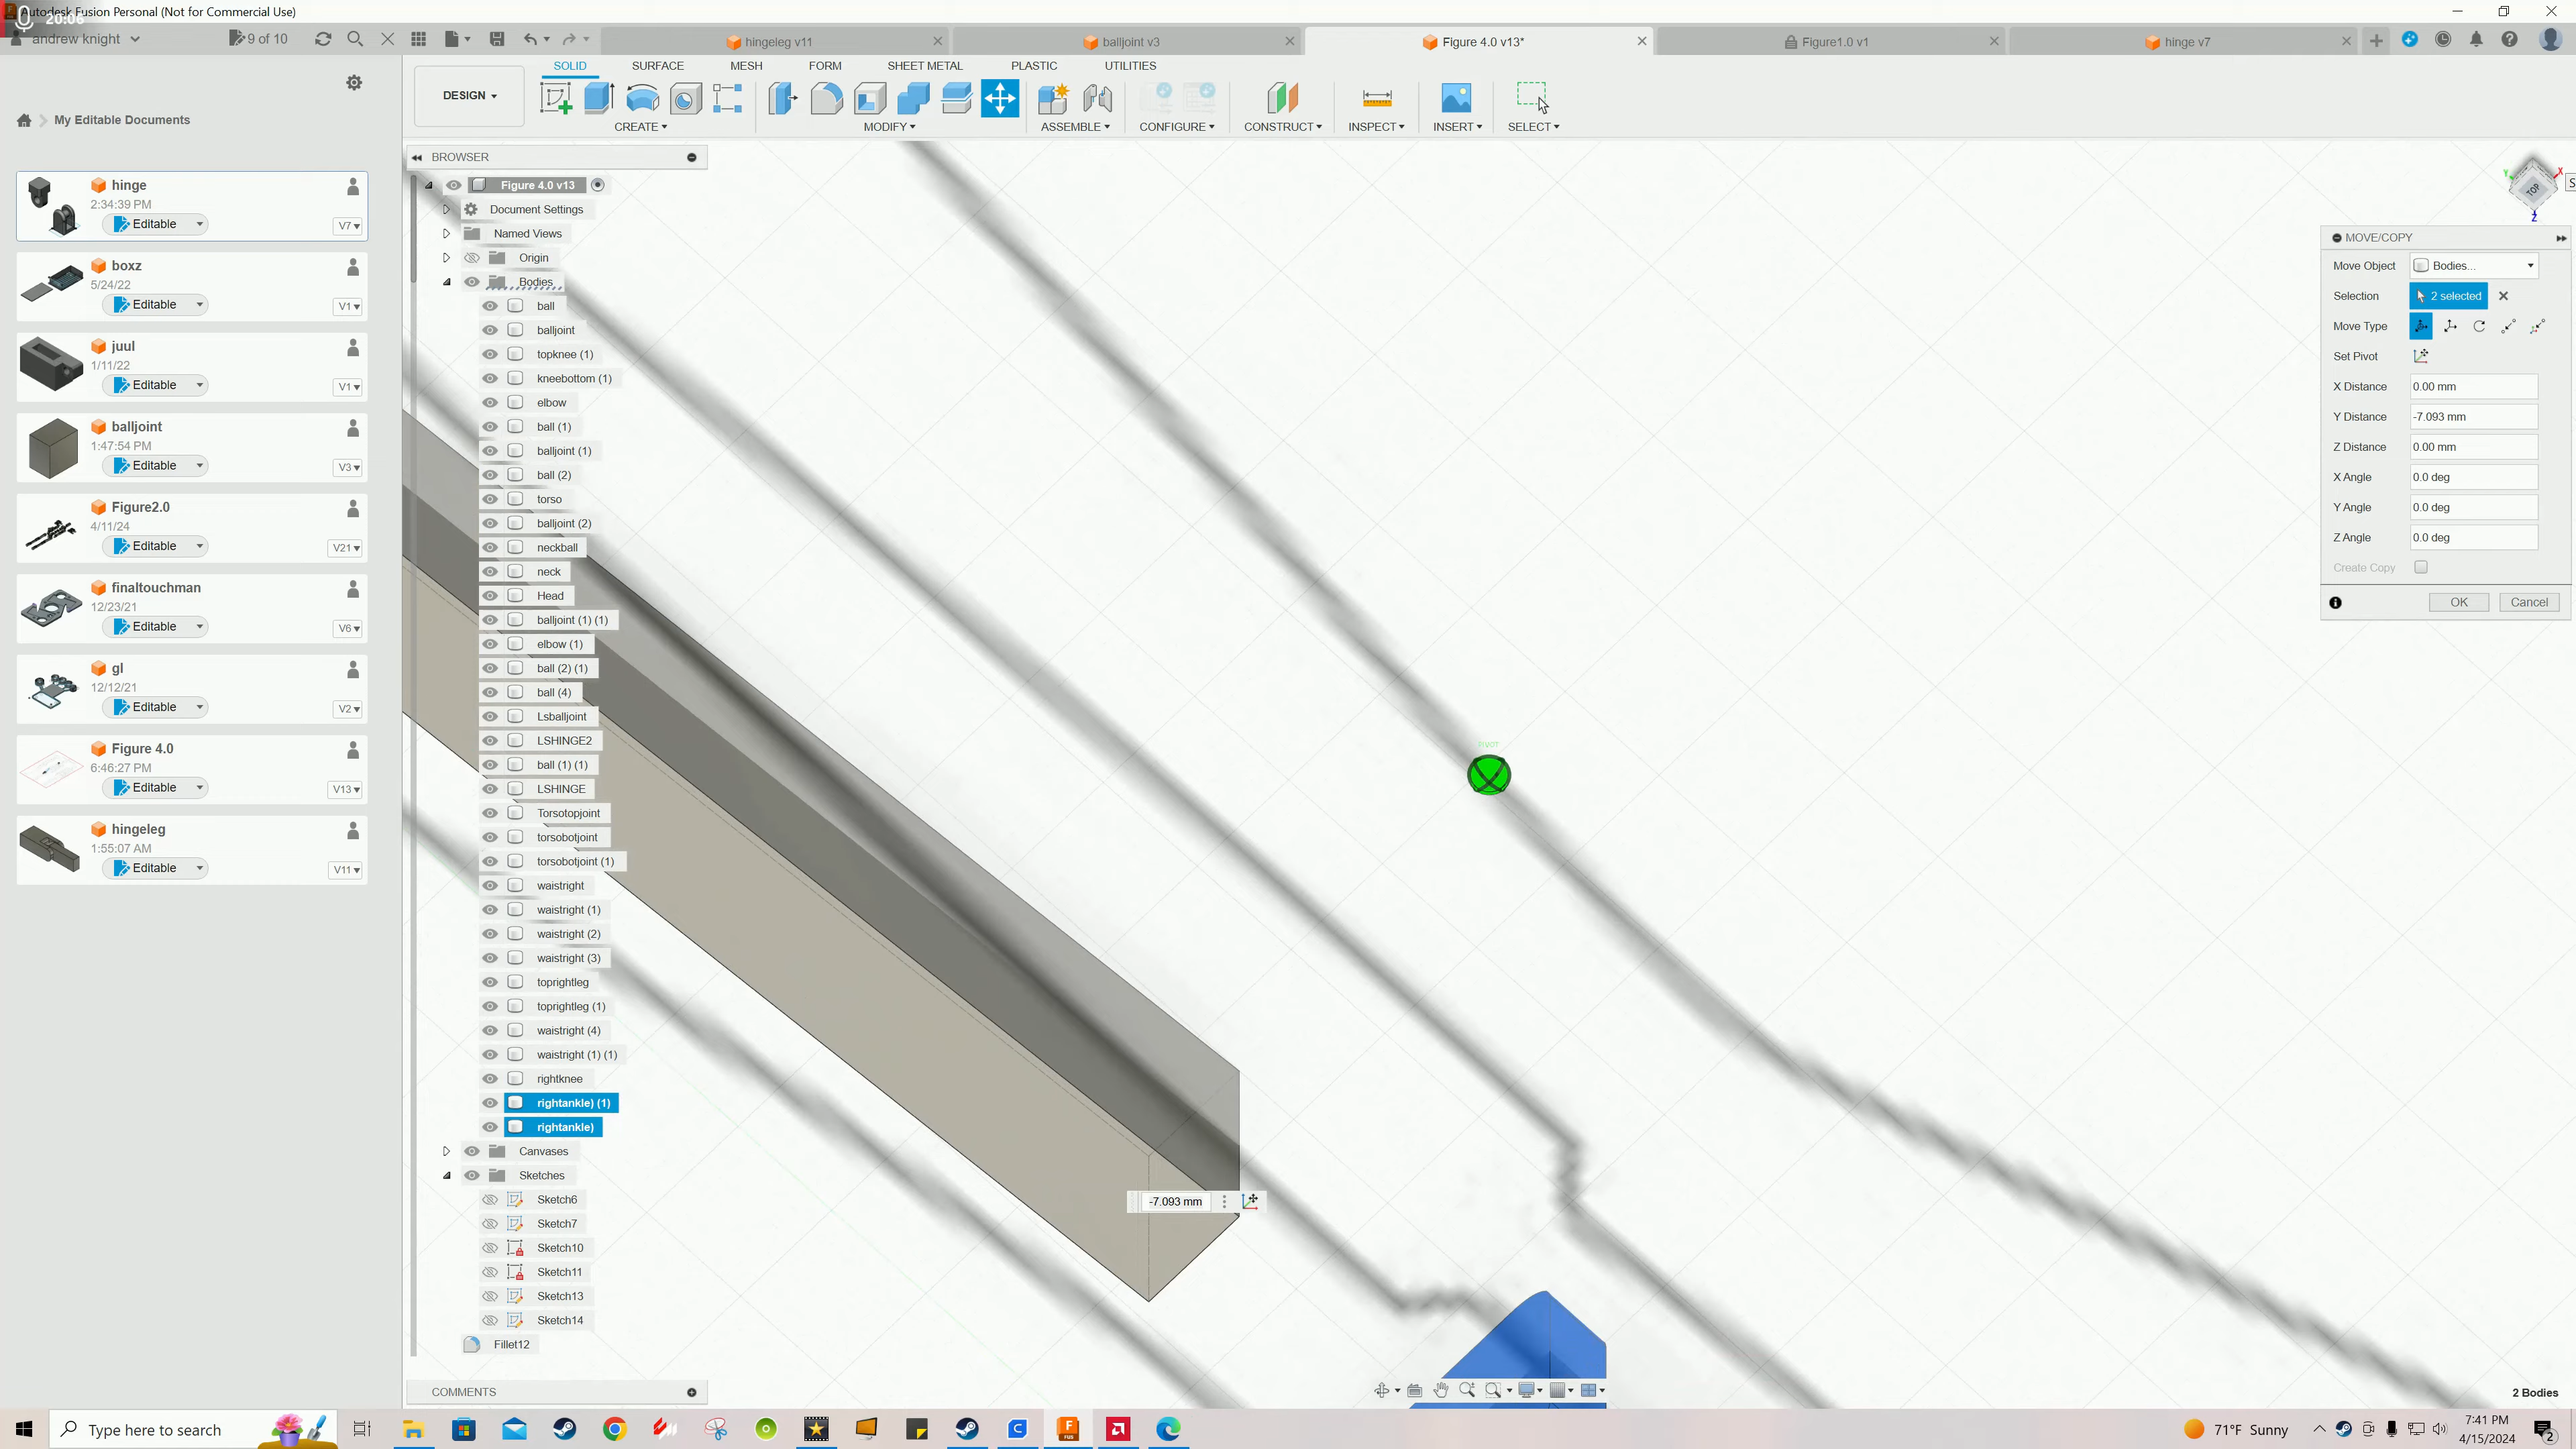 Autodesk Fusion Personal (Not for Commercial Use)
20:06
andrew knight
9 of 10
hingeleg v11
balljoint v3
Figure 4.0 v13*
Figure1.0 v1
hinge v7
SOLID
SURFACE
MESH
FORM
SHEET METAL
PLASTIC
UTILITIES
DESIGN
CREATE
MODIFY
ASSEMBLE
CONFIGURE
CONSTRUCT
INSPECT
INSERT
SELECT
My Editable Documents
hinge
2:34:39 PM
Editable
V7
boxz
5/24/22
Editable
V1
juul
1/11/22
Editable
V1
balljoint
1:47:54 PM
Editable
V3
Figure2.0
4/11/24
Editable
V21
finaltouchman
12/23/21
Editable
V6
gl
12/12/21
Editable
V2
Figure 4.0
6:46:27 PM
Editable
V13
hingeleg
1:55:07 AM
Editable
V11
BROWSER
Figure 4.0 v13
Document Settings
Named Views
Origin
Bodies
ball
balljoint
topknee (1)
kneebottom (1)
elbow
ball (1)
balljoint (1)
ball (2)
torso
balljoint (2)
neckball
neck
Head
balljoint (1) (1)
elbow (1)
ball (2) (1)
ball (4)
Lsballjoint
LSHINGE2
ball (1) (1)
LSHINGE
Torsotopjoint
torsobotjoint
torsobotjoint (1)
waistright
waistright (1)
waistright (2)
waistright (3)
toprightleg
toprightleg (1)
waistright (4)
waistright (1) (1)
rightknee
rightankle) (1)
rightankle)
Canvases
Sketches
Sketch6
Sketch7
Sketch10
Sketch11
Sketch13
Sketch14
Fillet12
COMMENTS
PIVOT
-7.093 mm
TOP
X
Y
Z
S
MOVE/COPY
Move Object Bodies...
Selection 2 selected
Move Type
Set Pivot
X Distance 0.00 mm
Y Distance -7.093 mm
Z Distance 0.00 mm
X Angle 0.0 deg
Y Angle 0.0 deg
Z Angle 0.0 deg
Create Copy
OK Cancel
2 Bodies
Type here to search
71°F Sunny
7:41 PM
4/15/2024
2